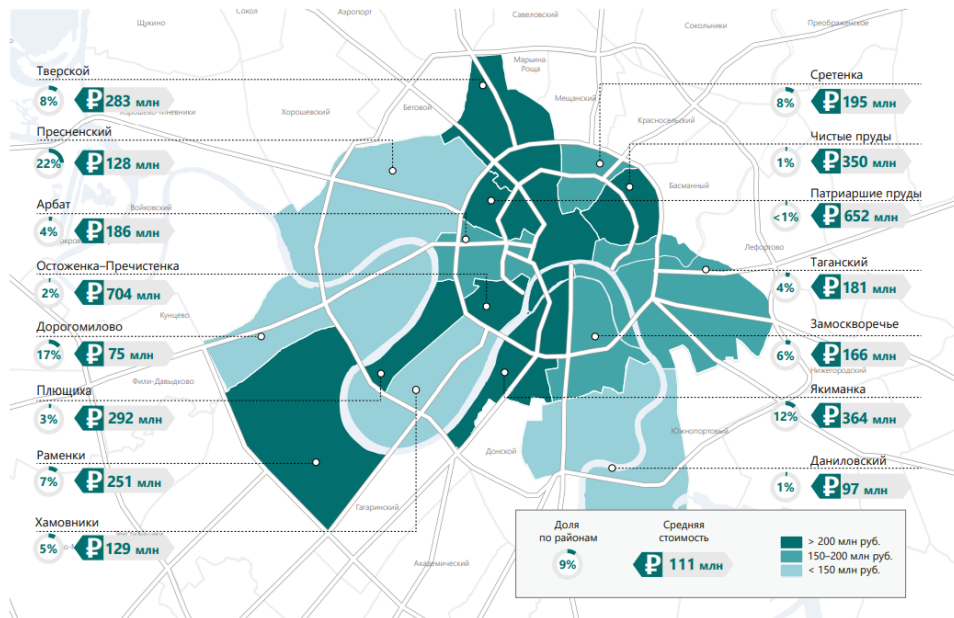 Щукино
Сокол
Аэропорт
Савеловский
Сокольники
Преображенское
Марьина
Роща
Тверской
8%
₽ 283 млн
Хорошево-Мневники
Хорошевский
Беговой
Мещанский
Красносельский
Сретенка
8%
₽ 195 млн
Пресненский
22%
₽ 128 млн
Чистые пруды
1%
₽ 350 млн
Басманный
Арбат
4%
₽ 186 млн
Войковский
Патриаршие пруды
<1%
₽ 652 млн
Лефортово
Остоженка–Пречистенка
2%
₽ 704 млн
Таганский
4%
₽ 181 млн
Кунцево
Дорогомилово
17%
₽ 75 млн
Замоскворечье
6%
₽ 166 млн
Нижегородский
Фили-Давыдково
Плющиха
3%
₽ 292 млн
Якиманка
12%
₽ 364 млн
Южнопортовый
Донской
Раменки
7%
₽ 251 млн
Даниловский
1%
₽ 97 млн
Гагаринский
Хамовники
5%
₽ 129 млн
Академический
Доля
по районам
9%
Средняя
стоимость
₽ 111 млн
> 200 млн руб.
150–200 млн руб.
< 150 млн руб.